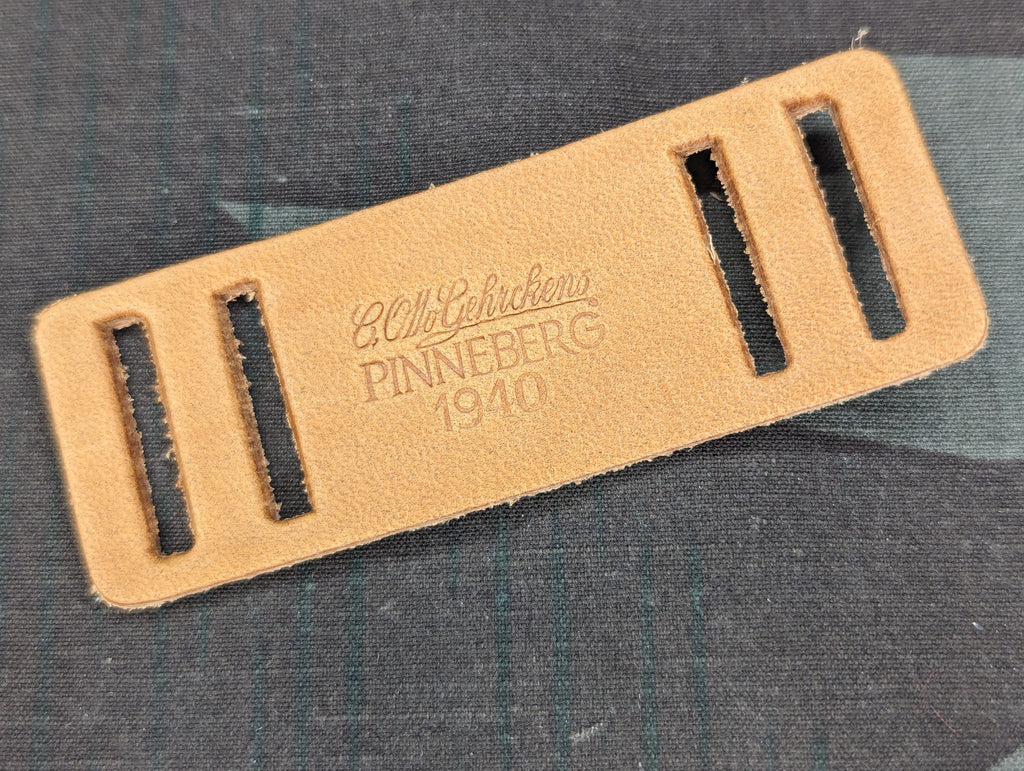 C. Otto Gehrckens
PINNEBERG
1940